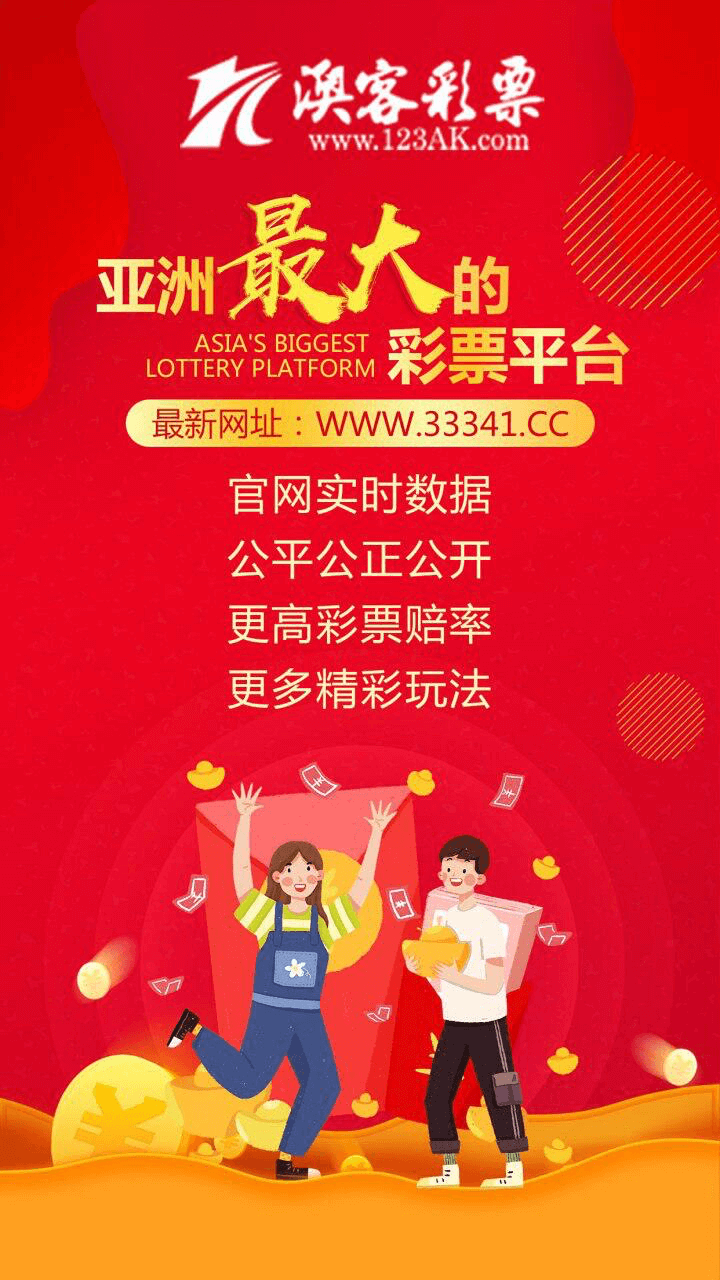 澳客彩票
www.123AK.com
亚洲最大的
ASIA'S BIGGEST
LOTTERY PLATFORM
彩票平台
最新网址：WWW.33341.CC
官网实时数据
公平公正公开
更高彩票赔率
更多精彩玩法